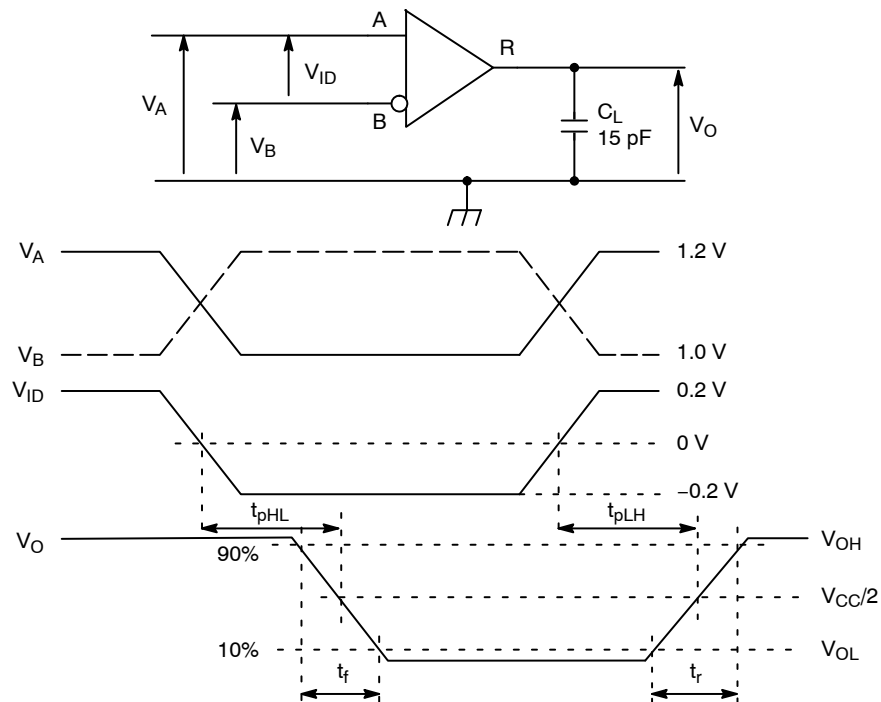 A
R
V_ID
V_A
B
V_B
C_L
15 pF
V_O
V_A
1.2 V
V_B
1.0 V
V_ID
0.2 V
0 V
−0.2 V
t_pHL
t_pLH
V_O
90%
V_OH
V_CC/2
10%
V_OL
t_f
t_r